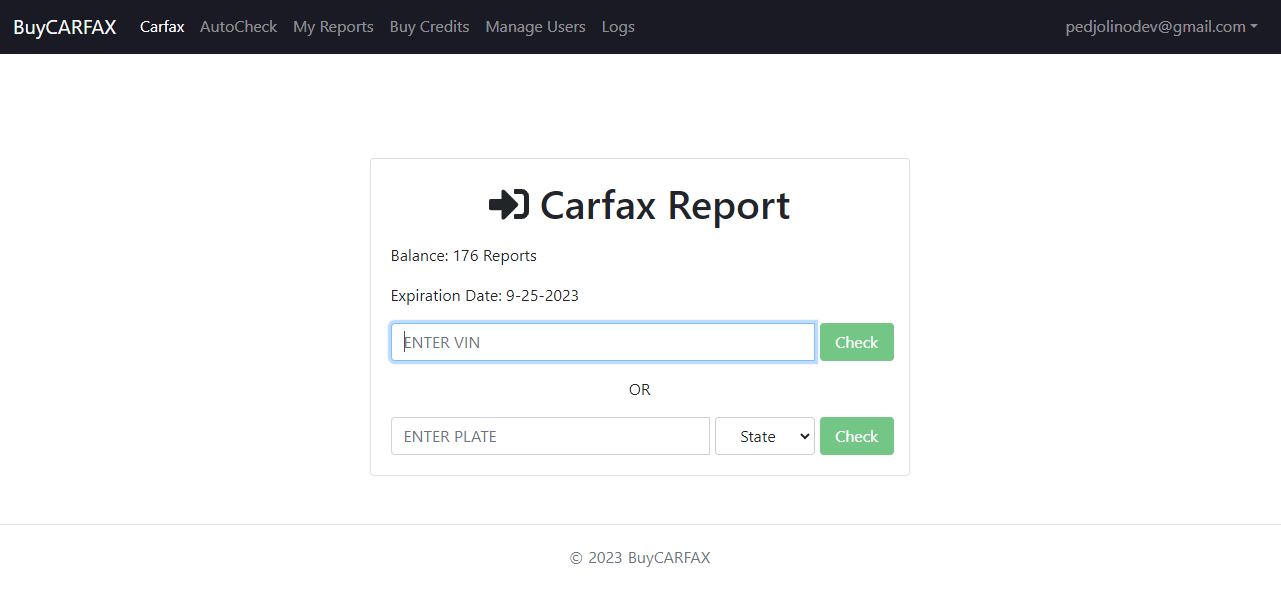 BuyCARFAX Carfax AutoCheck My Reports Buy Credits Manage Users Logs pedjolinodev@gmail.com
Carfax Report
Balance: 176 Reports
Expiration Date: 9-25-2023
ENTER VIN Check
OR
ENTER PLATE State Check
© 2023 BuyCARFAX